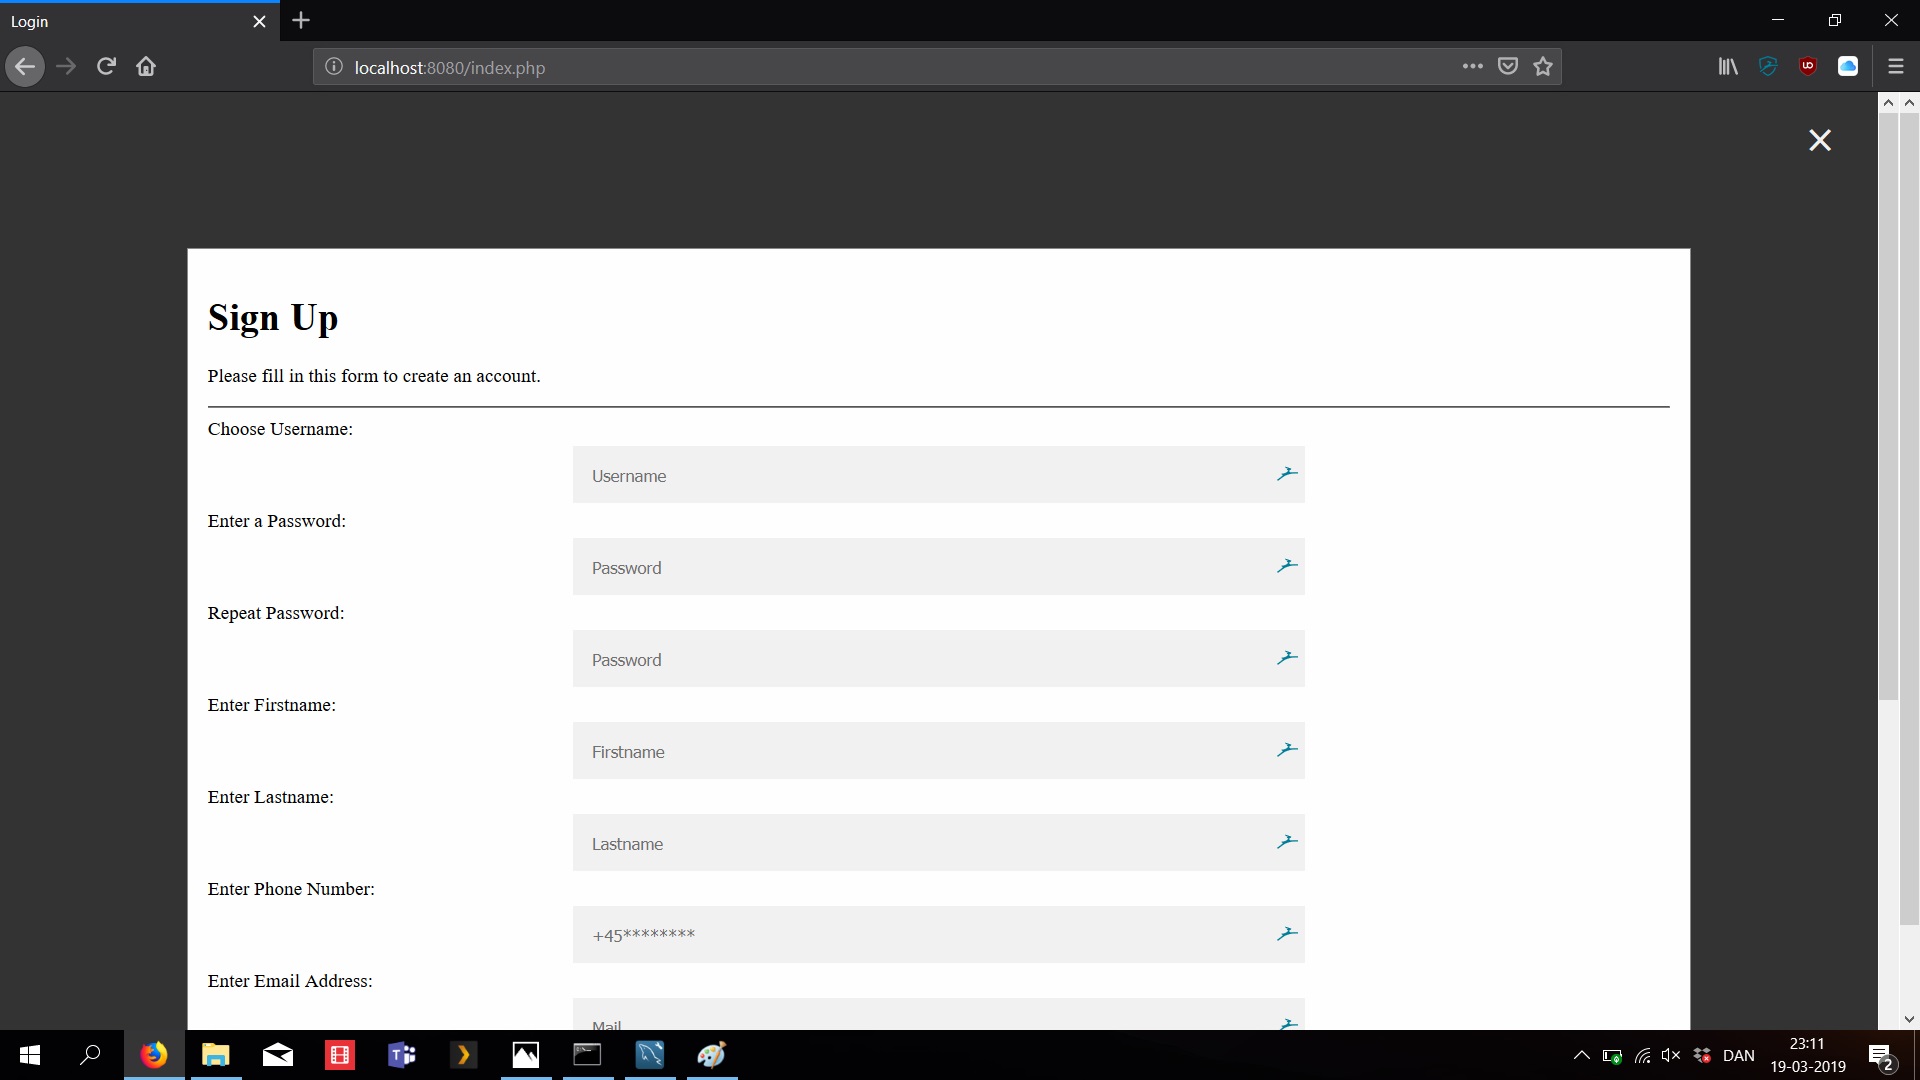 Login
localhost:8080/index.php
Sign Up
Please fill in this form to create an account.
Choose Username:
Username
Enter a Password:
Password
Repeat Password:
Password
Enter Firstname:
Firstname
Enter Lastname:
Lastname
Enter Phone Number:
+45********
Enter Email Address:
Mail
DAN
23:11
19-03-2019
2